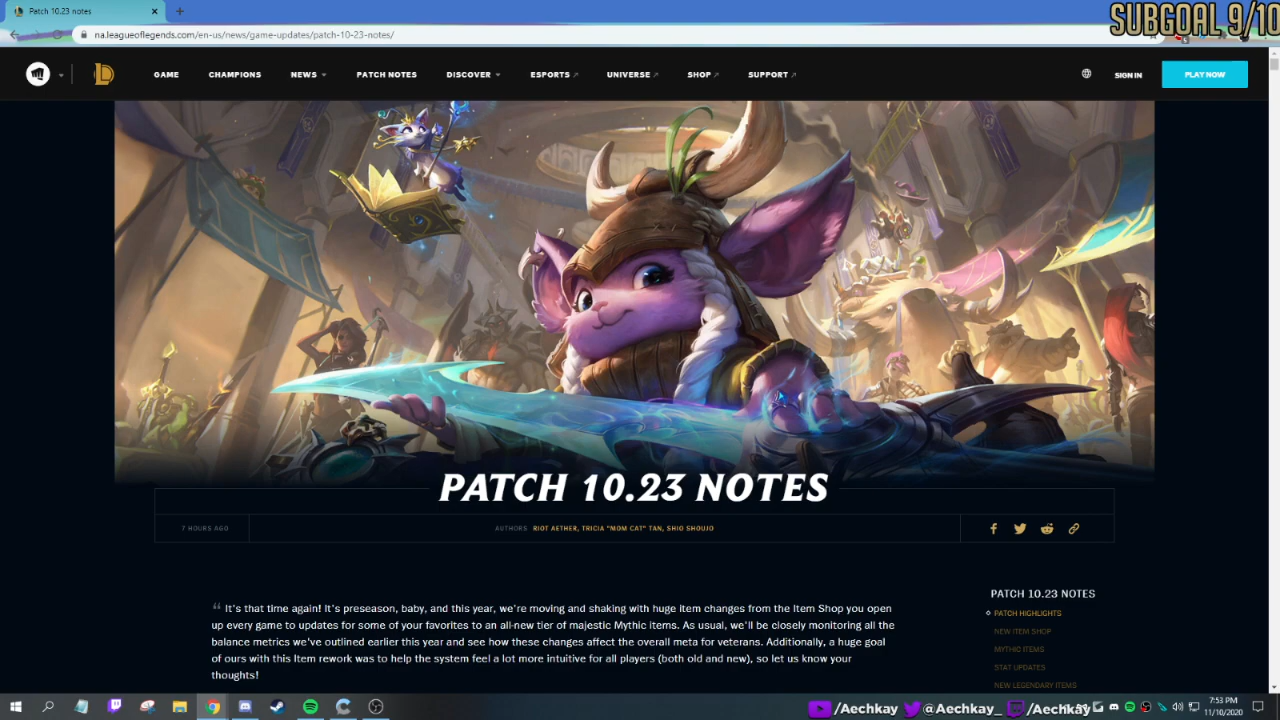 Patch 10.23 notes
SUBGOAL 9/10
na.leagueoflegends.com/en-us/news/game-updates/patch-10-23-notes/
GAME CHAMPIONS NEWS PATCH NOTES DISCOVER ESPORTS UNIVERSE SHOP SUPPORT SIGN IN PLAY NOW
PATCH 10.23 NOTES
7 HOURS AGO AUTHORS RIOT AETHER, TRICIA "MOM CAT" TAN, SHIO SHOUJO
“ It's that time again! It's preseason, baby, and this year, we're moving and shaking with huge item changes from the Item Shop you open
up every game to updates for some of your favorites to an all-new tier of majestic Mythic items. As usual, we'll be closely monitoring all the
balance metrics we've outlined earlier this year and see how these changes affect the overall meta for veterans. Additionally, a huge goal
of ours with this Item rework was to help the system feel a lot more intuitive for all players (both old and new), so let us know your
thoughts!
PATCH 10.23 NOTES
PATCH HIGHLIGHTS
NEW ITEM SHOP
MYTHIC ITEMS
STAT UPDATES
NEW LEGENDARY ITEMS
/Aechkay @Aechkay_ /Aechkay
7:53 PM
11/10/2020